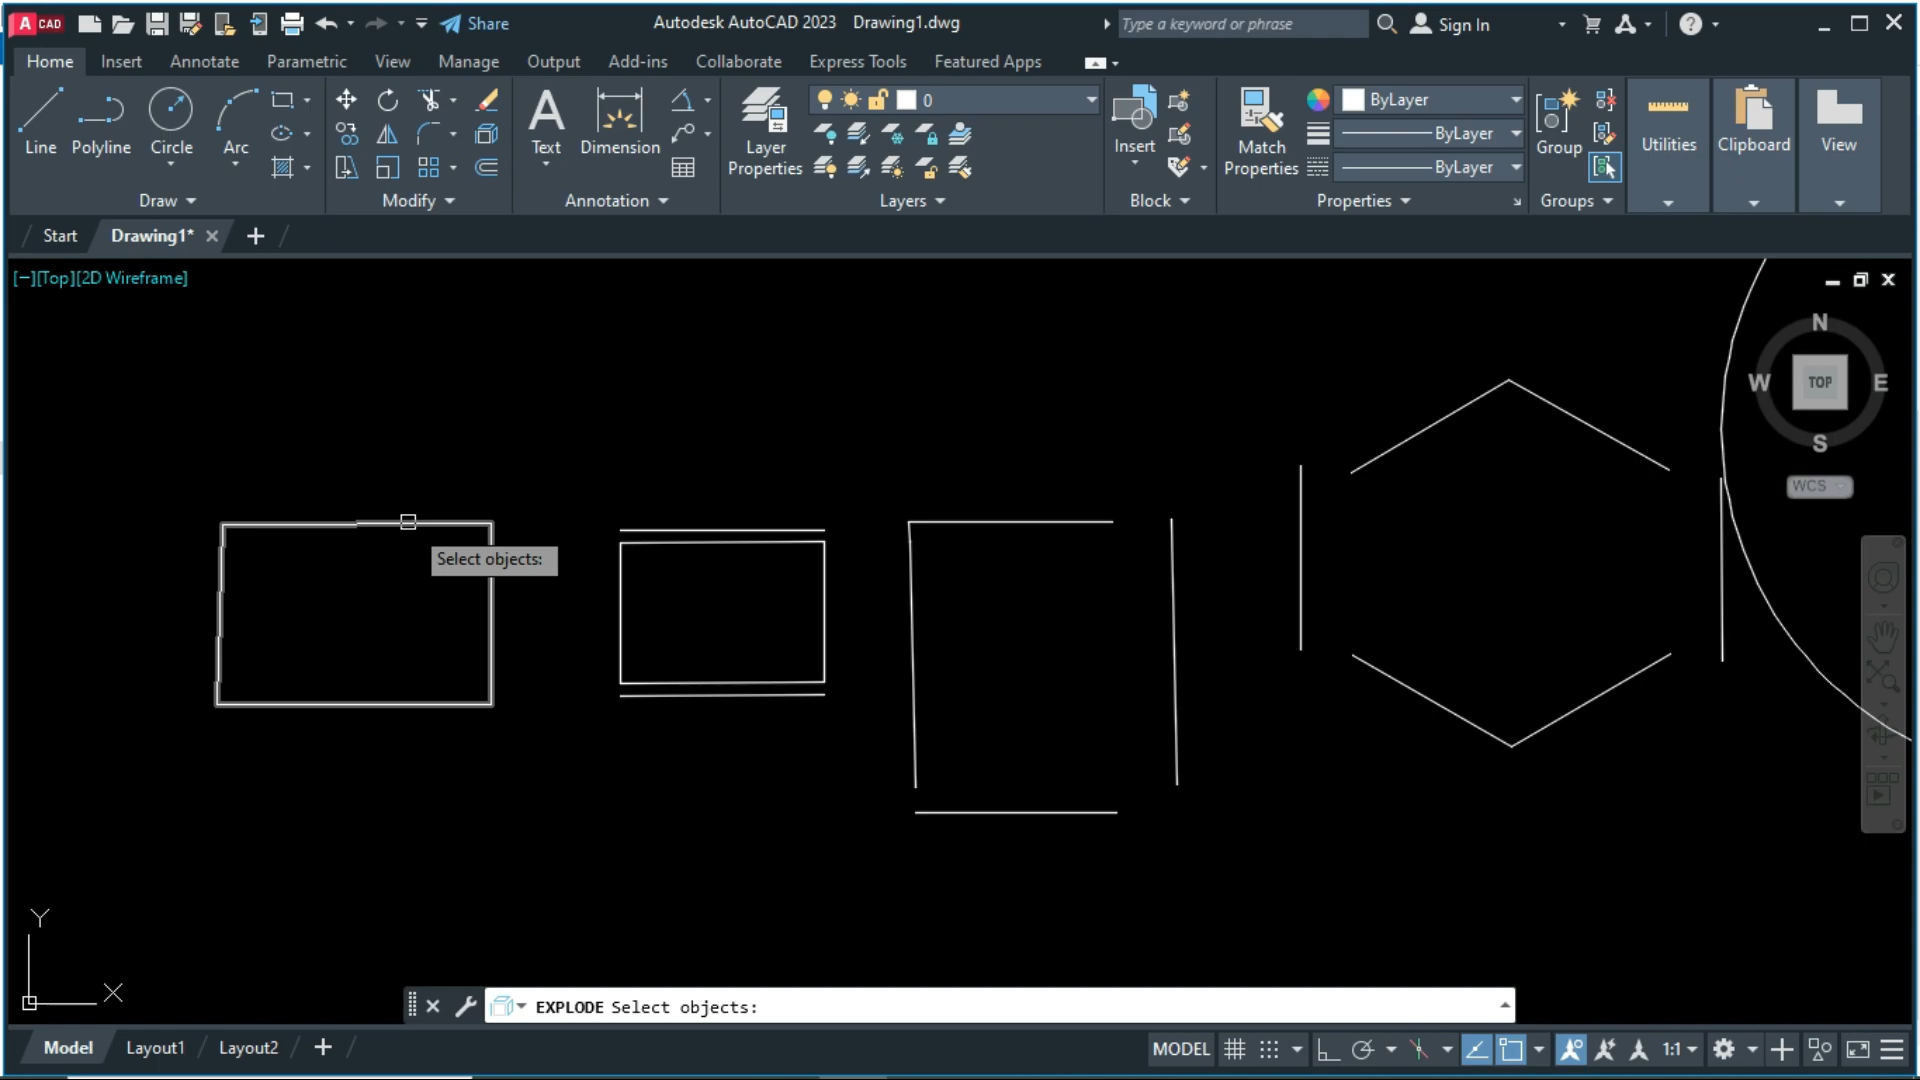 A CAD Share Autodesk AutoCAD 2023 Drawing1.dwg Type a keyword or phrase Sign In
Home Insert Annotate Parametric View Manage Output Add-ins Collaborate Express Tools Featured Apps
Line Polyline Circle Arc
Text Dimension
Layer Properties
0
Insert
Match Properties
ByLayer
ByLayer
ByLayer
Group
Utilities
Clipboard
View
Draw Modify Annotation Layers Block Properties Groups
Start Drawing1*
[−][Top][2D Wireframe]
N
W TOP E
S
WCS
Select objects:
Y
X
EXPLODE Select objects:
Model Layout1 Layout2 MODEL 1:1